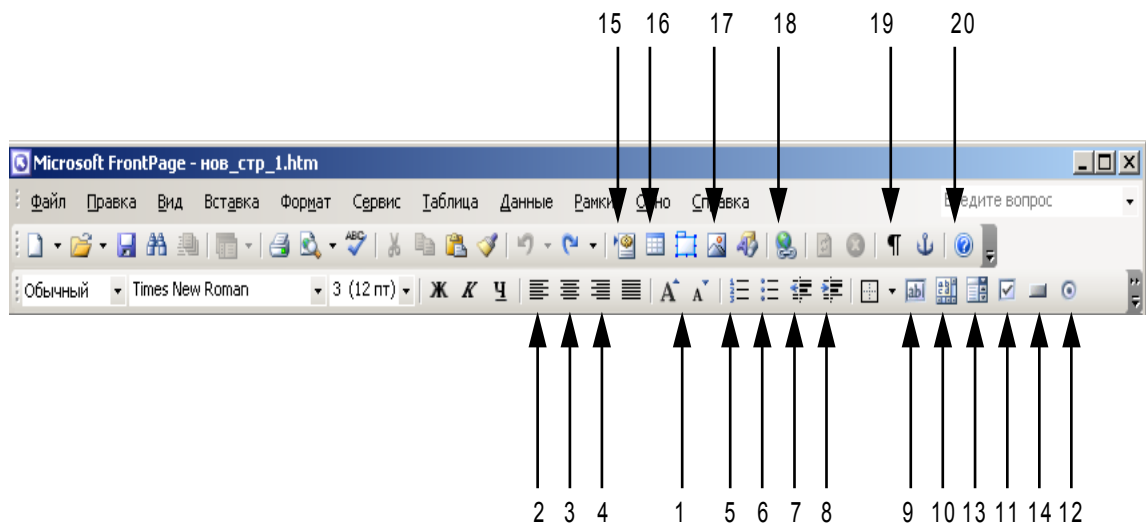 15 16 17 18 19 20
Microsoft FrontPage - нов_стр_1.htm
Файл Правка Вид Вставка Формат Сервис Таблица Данные Рамки Окно Справка Введите вопрос
ABC
Обычный Times New Roman 3 (12 пт) Ж К Ч A A ab
2 3 4 1 5 6 7 8 9 10 13 11 14 12